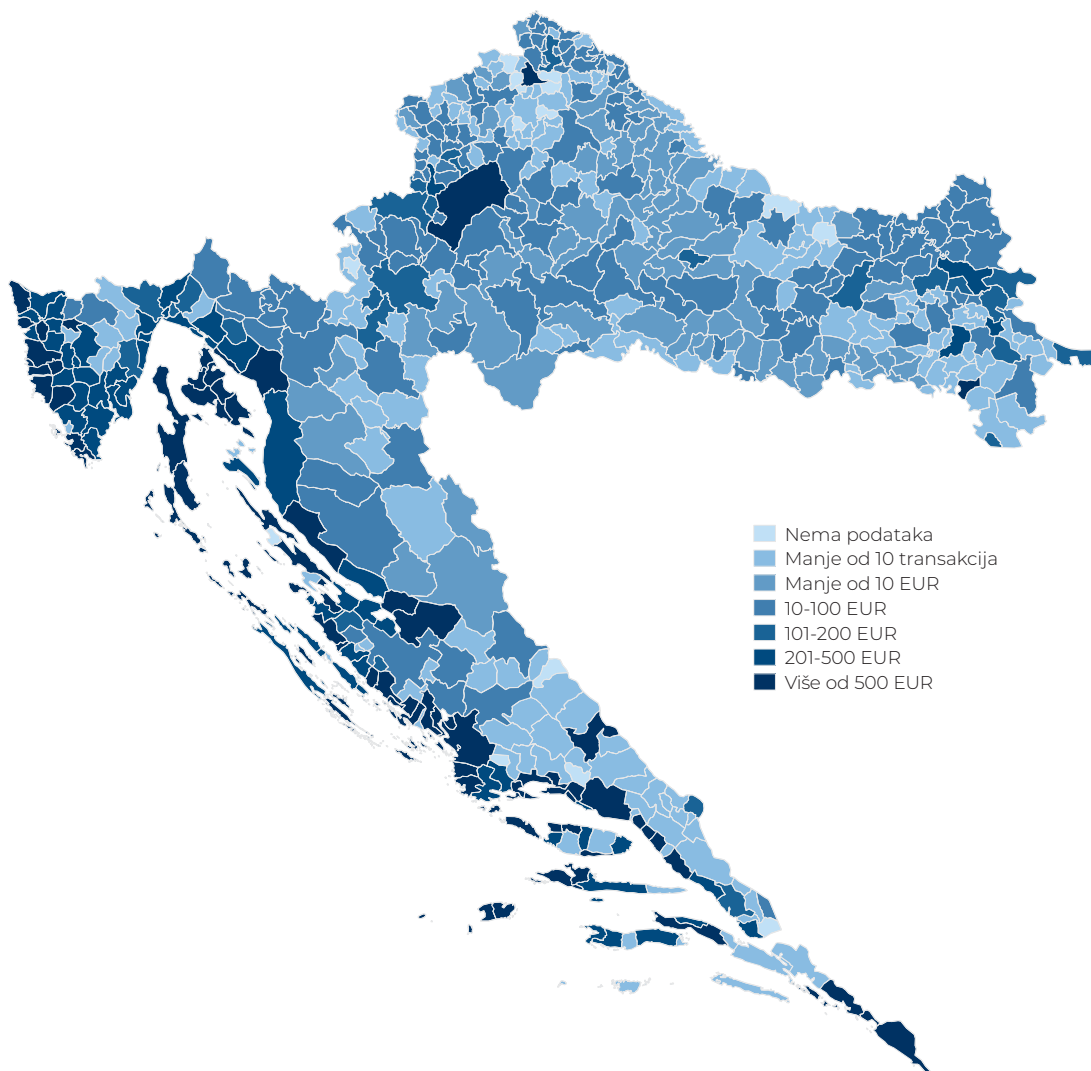 Nema podataka
Manje od 10 transakcija
Manje od 10 EUR
10-100 EUR
101-200 EUR
201-500 EUR
Više od 500 EUR